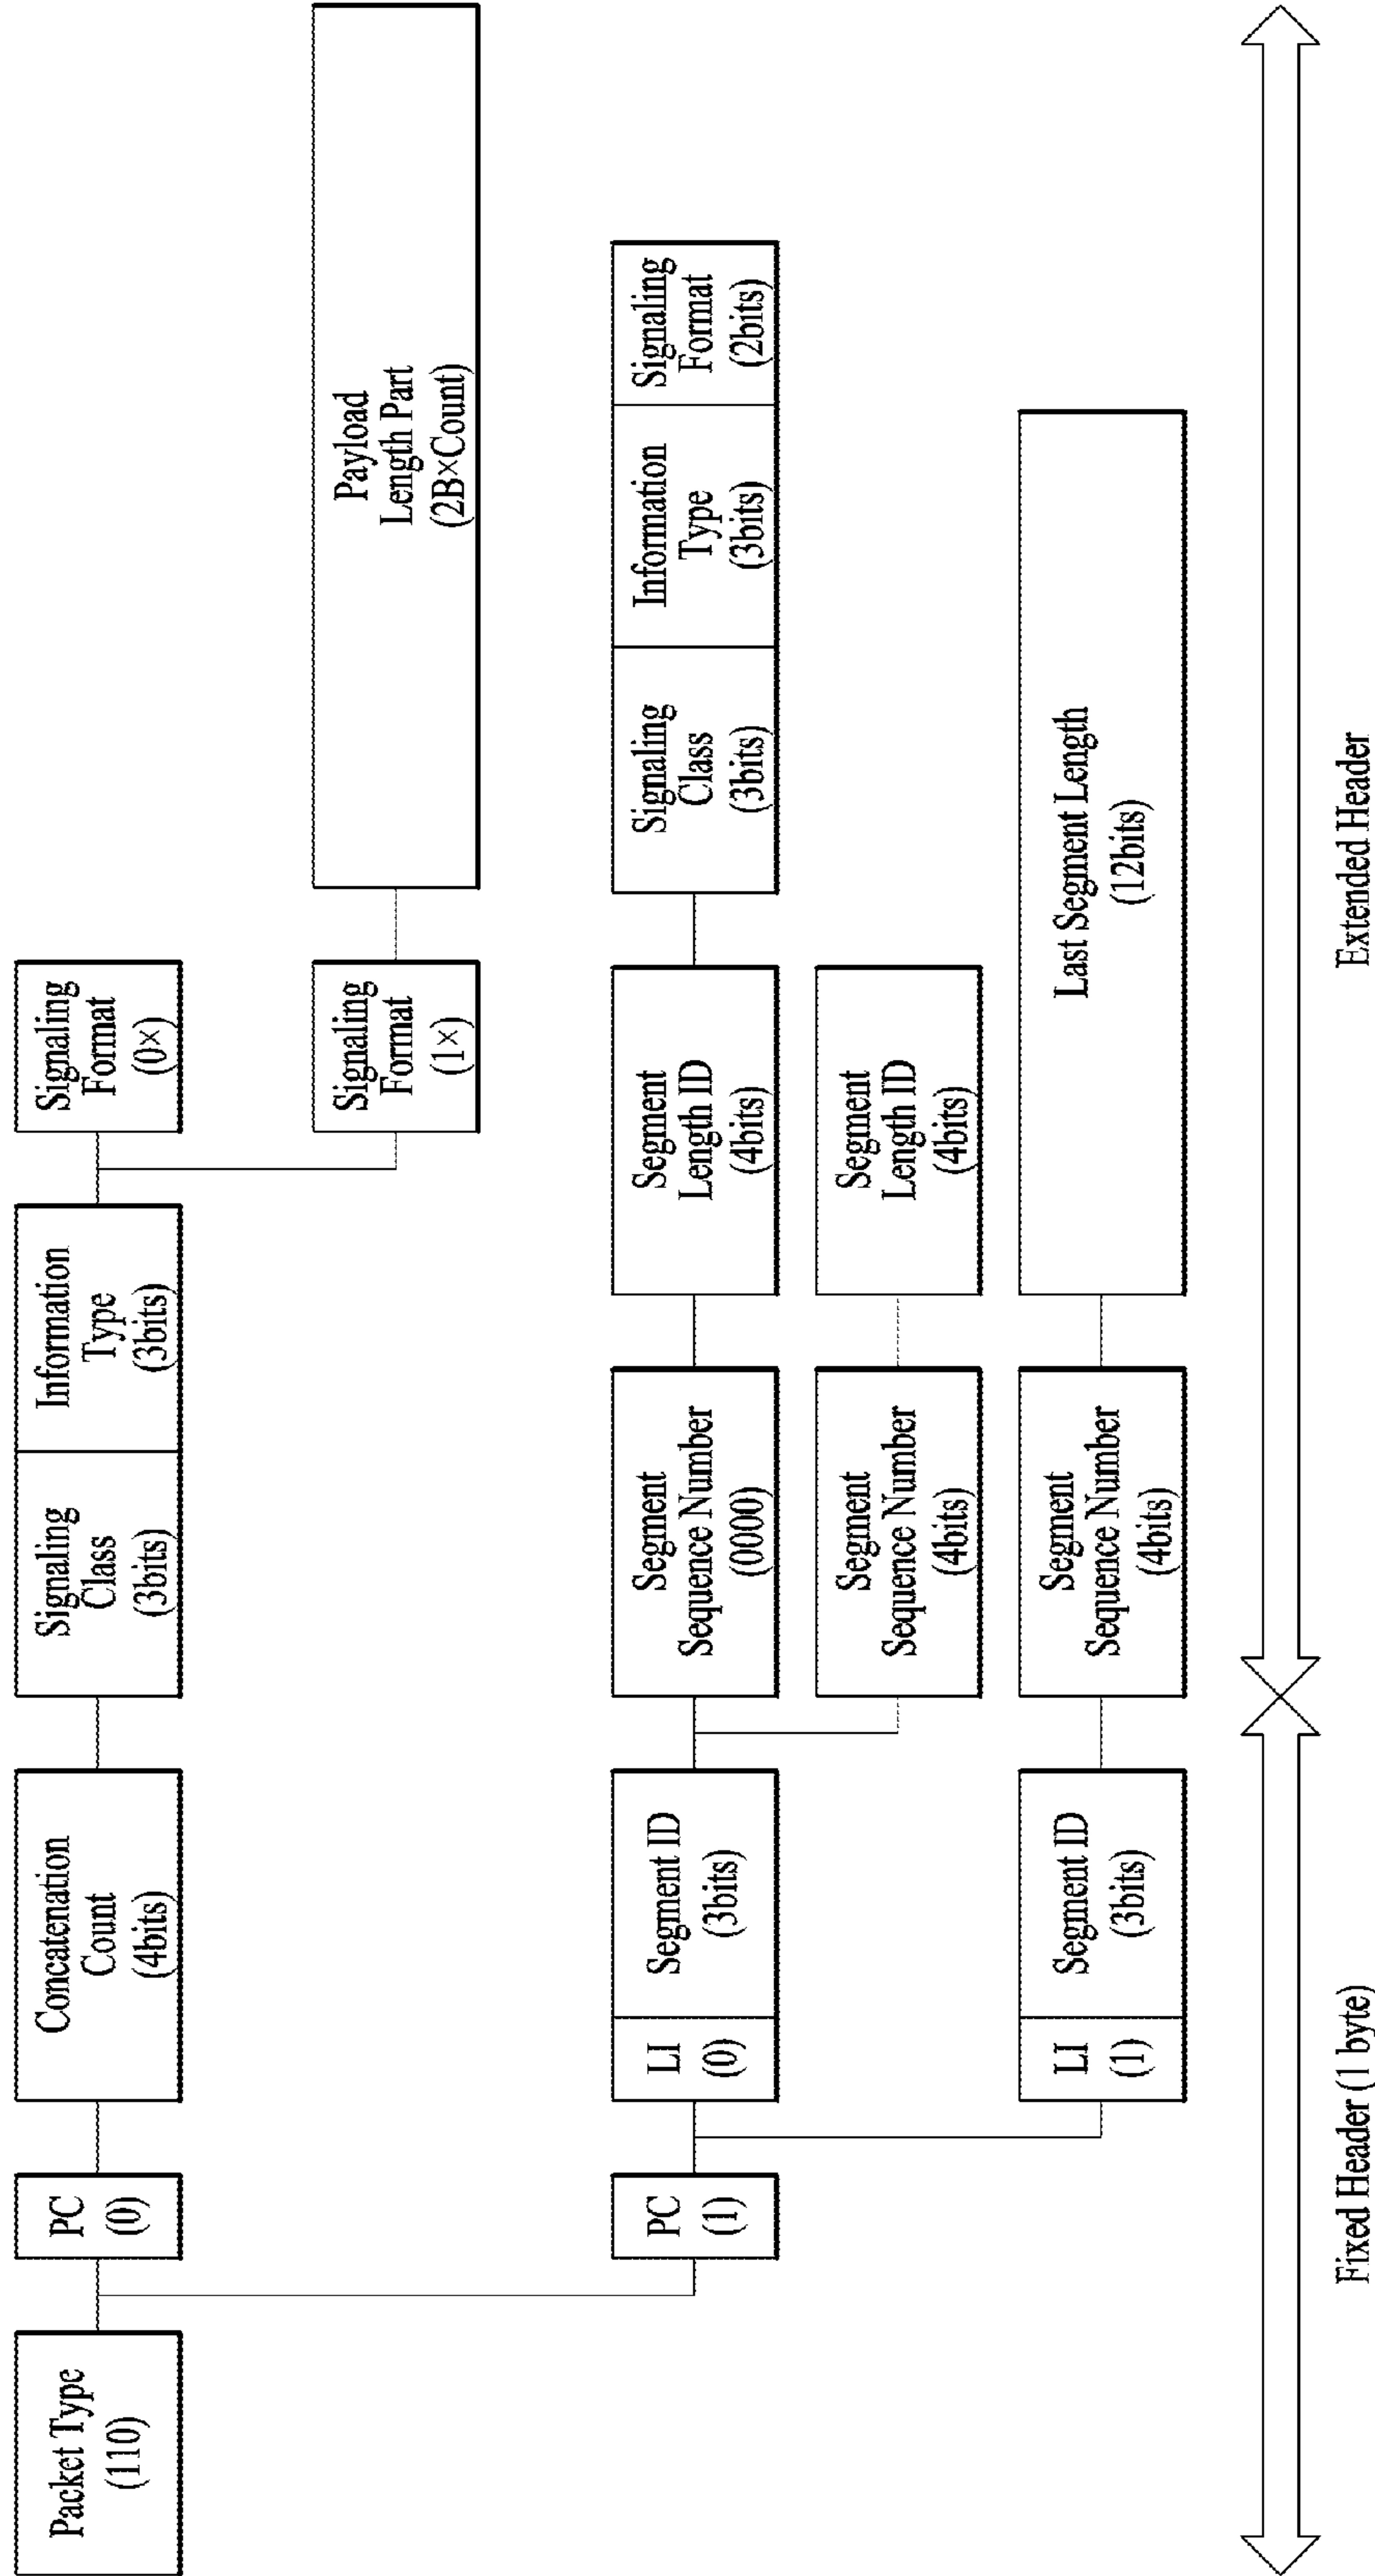 Packet Type
(110)
PC
(0)
Concatenation
Count
(4bits)
Signaling
Class
(3bits)
Information
Type
(3bits)
Signaling
Format
(0×)
Signaling
Format
(1×)
Payload
Length Part
(2B×Count)
PC
(1)
LI
(0)
Segment ID
(3bits)
Segment
Sequence Number
(0000)
Segment
Length ID
(4bits)
Signaling
Class
(3bits)
Information
Type
(3bits)
Signaling
Format
(2bits)
Segment
Sequence Number
(4bits)
Segment
Length ID
(4bits)
LI
(1)
Segment ID
(3bits)
Segment
Sequence Number
(4bits)
Last Segment Length
(12bits)
Fixed Header (1 byte)
Extended Header